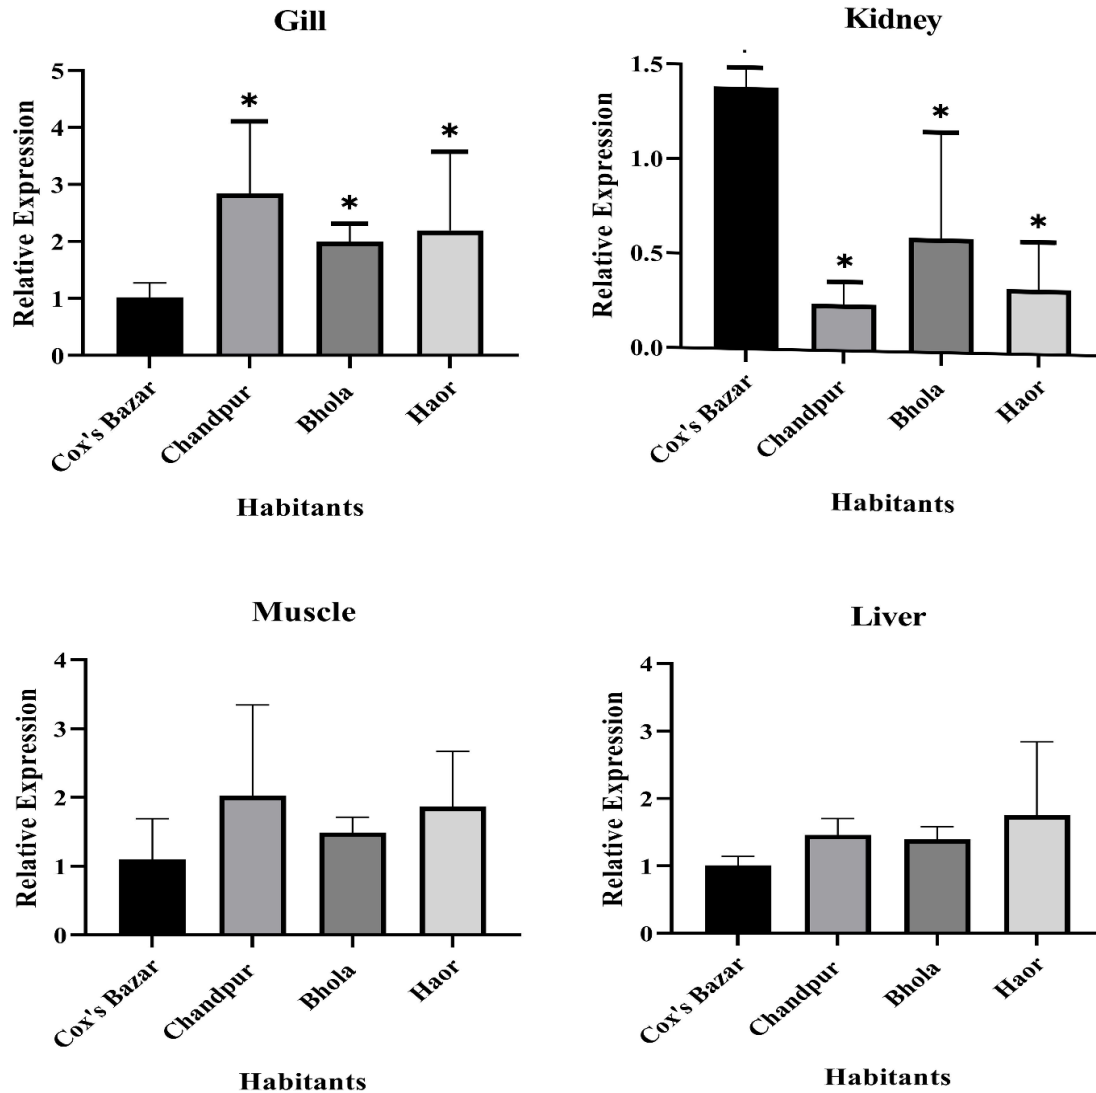 Gill
Relative Expression
5
4
3
2
1
0
*
*
*
Cox's Bazar
Chandpur
Bhola
Haor
Habitants
Kidney
Relative Expression
1.5
1.0
0.5
0.0
*
*
*
Cox's Bazar
Chandpur
Bhola
Haor
Habitants
Muscle
Relative Expression
4
3
2
1
0
Cox's Bazar
Chandpur
Bhola
Haor
Habitants
Liver
Relative Expression
4
3
2
1
0
Cox's Bazar
Chandpur
Bhola
Haor
Habitants